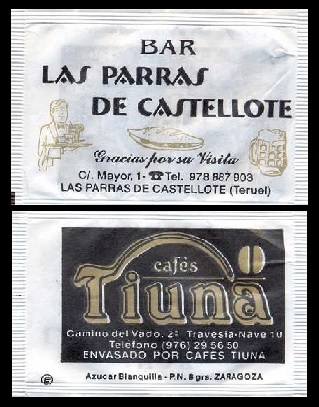 BAR
LAS PARRAS
DE CASTELLOTE
Gracias por su Visita
C/. Mayor, 1- ☎Tel. 978 887 903
LAS PARRAS DE CASTELLOTE (Teruel)
cafés
Tiuna
Camino del Vado, 2ª Travesía-Nave 10
Teléfono (976) 29 56 50
ENVASADO POR CAFES TIUNA
Azucar Blanquilla - P.N. 8 grs. ZARAGOZA